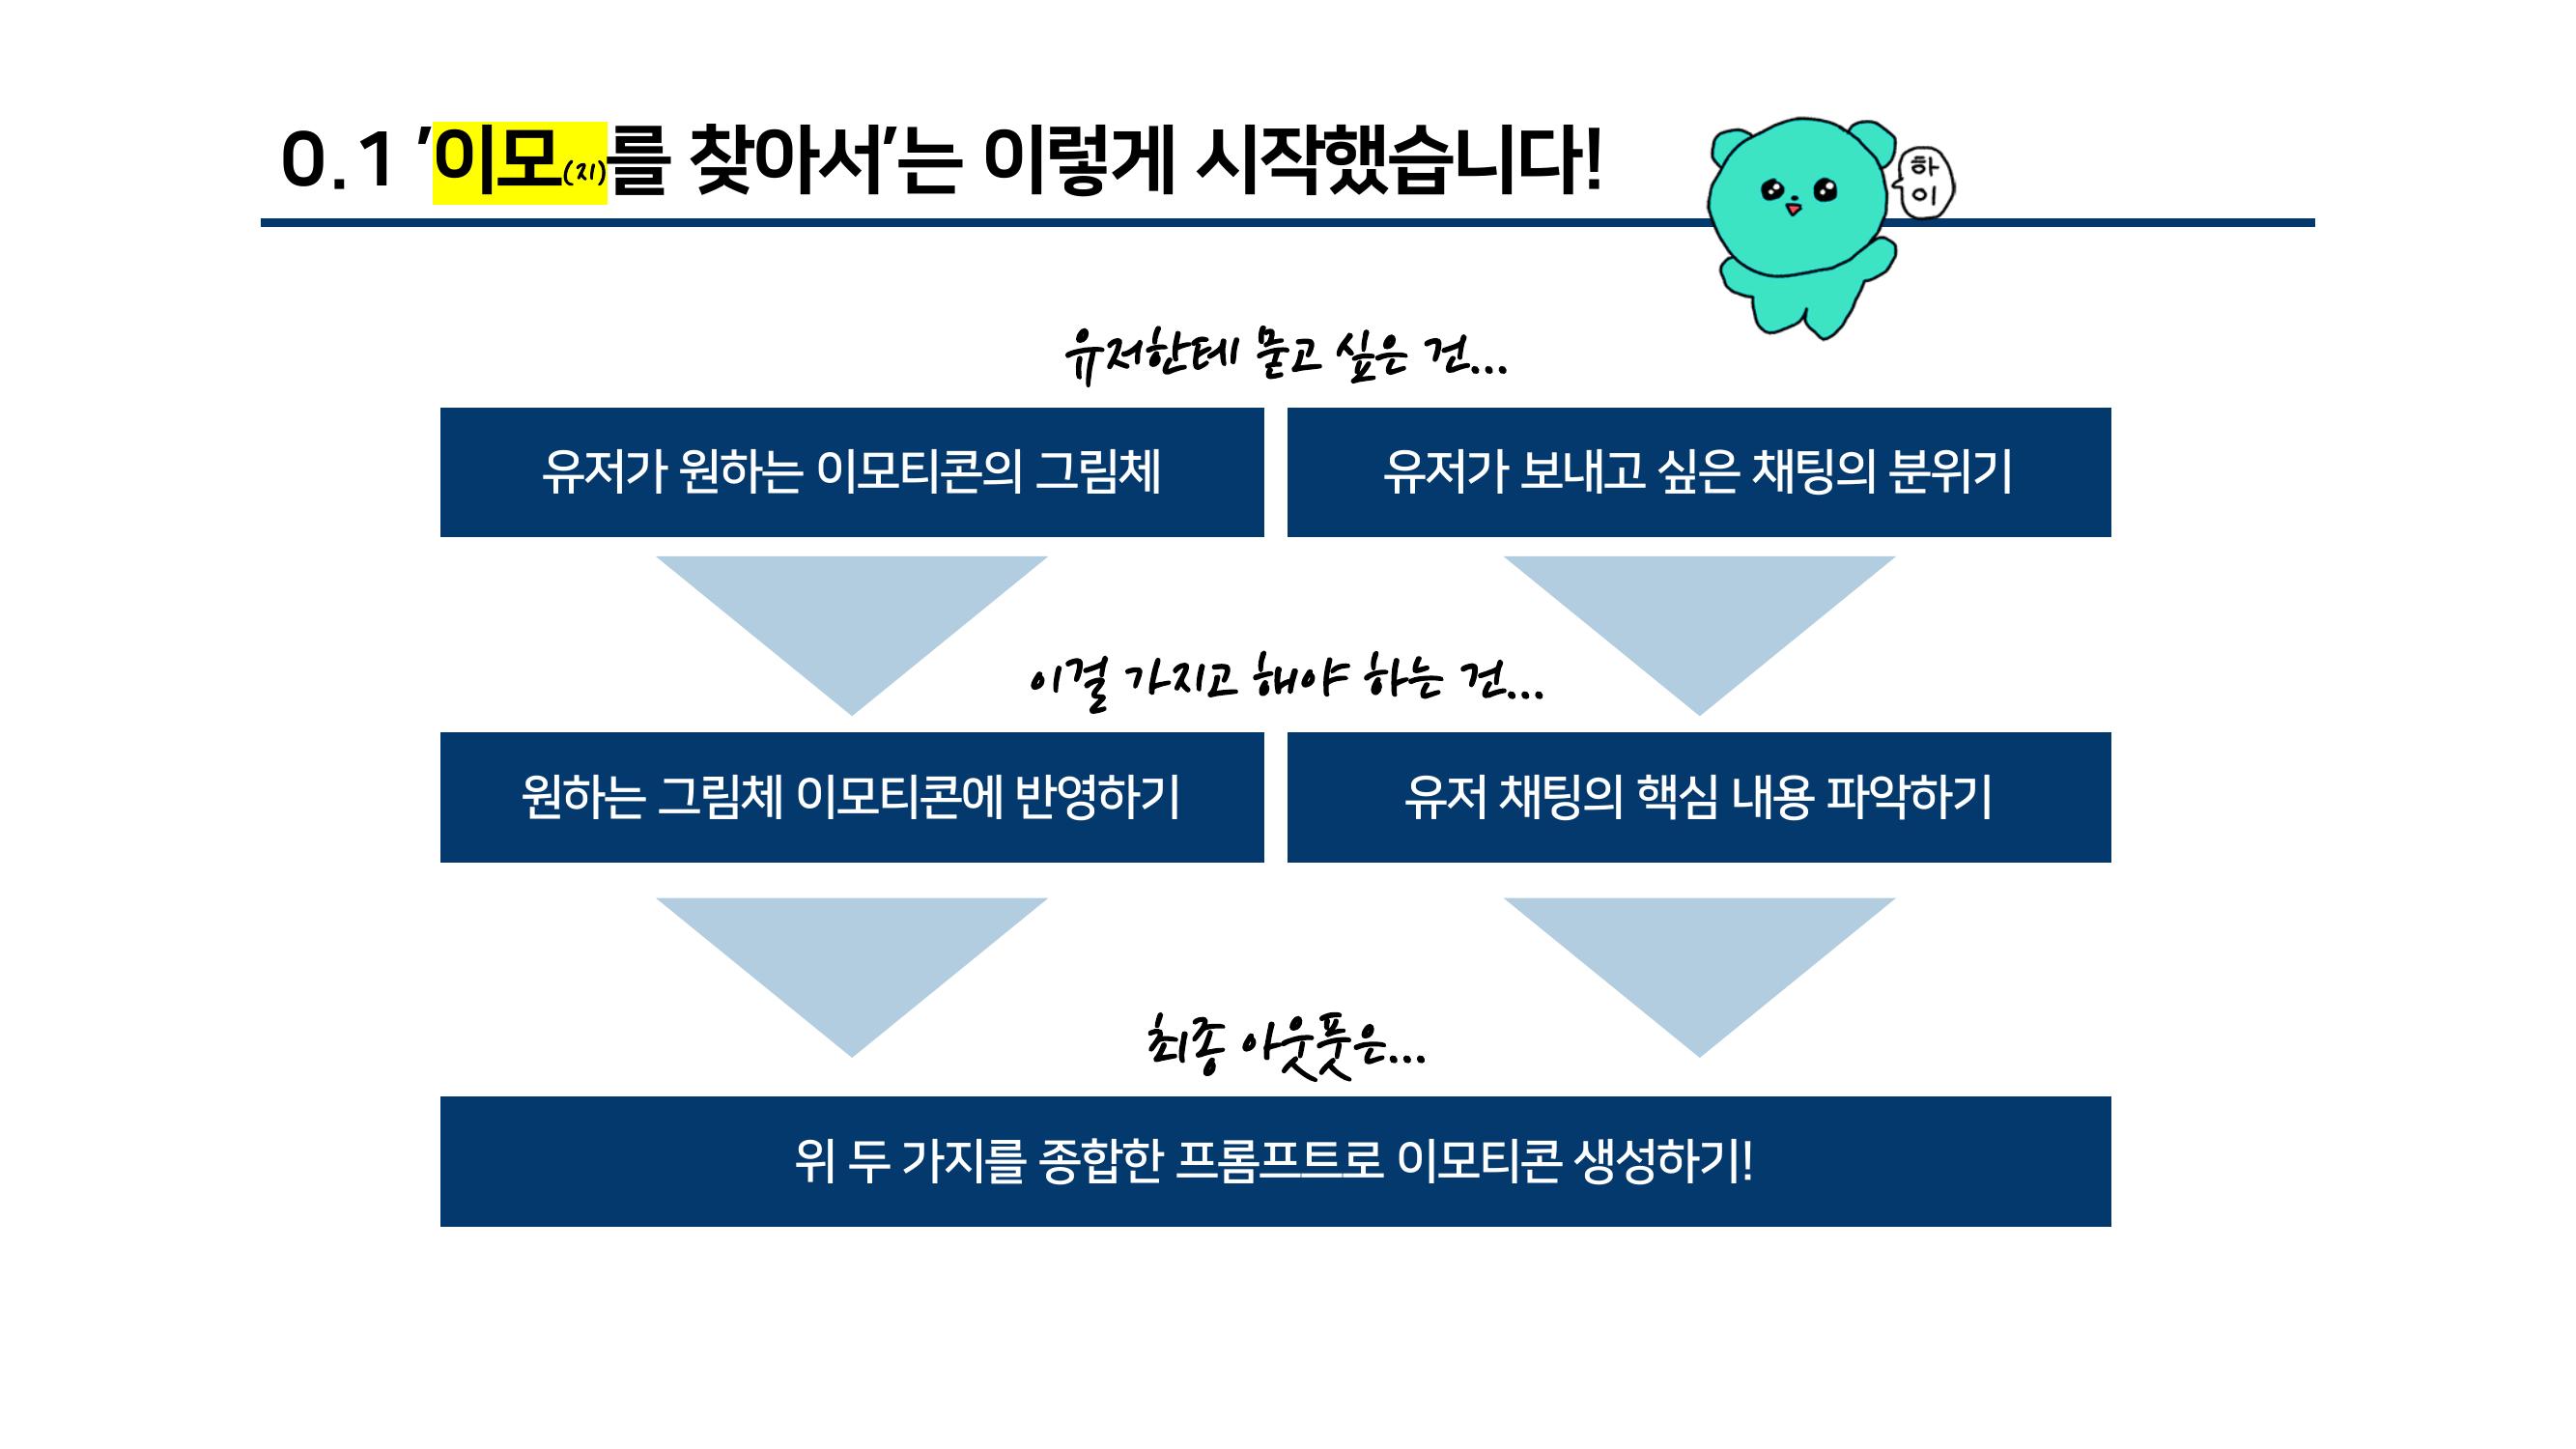 0.1 '이모(지)를 찾아서'는 이렇게 시작했습니다!
하
이
유저한테 묻고 싶은 건...
유저가 원하는 이모티콘의 그림체
유저가 보내고 싶은 채팅의 분위기
이걸 가지고 해야 하는 건...
원하는 그림체 이모티콘에 반영하기
유저 채팅의 핵심 내용 파악하기
최종 아웃풋은...
위 두 가지를 종합한 프롬프트로 이모티콘 생성하기!